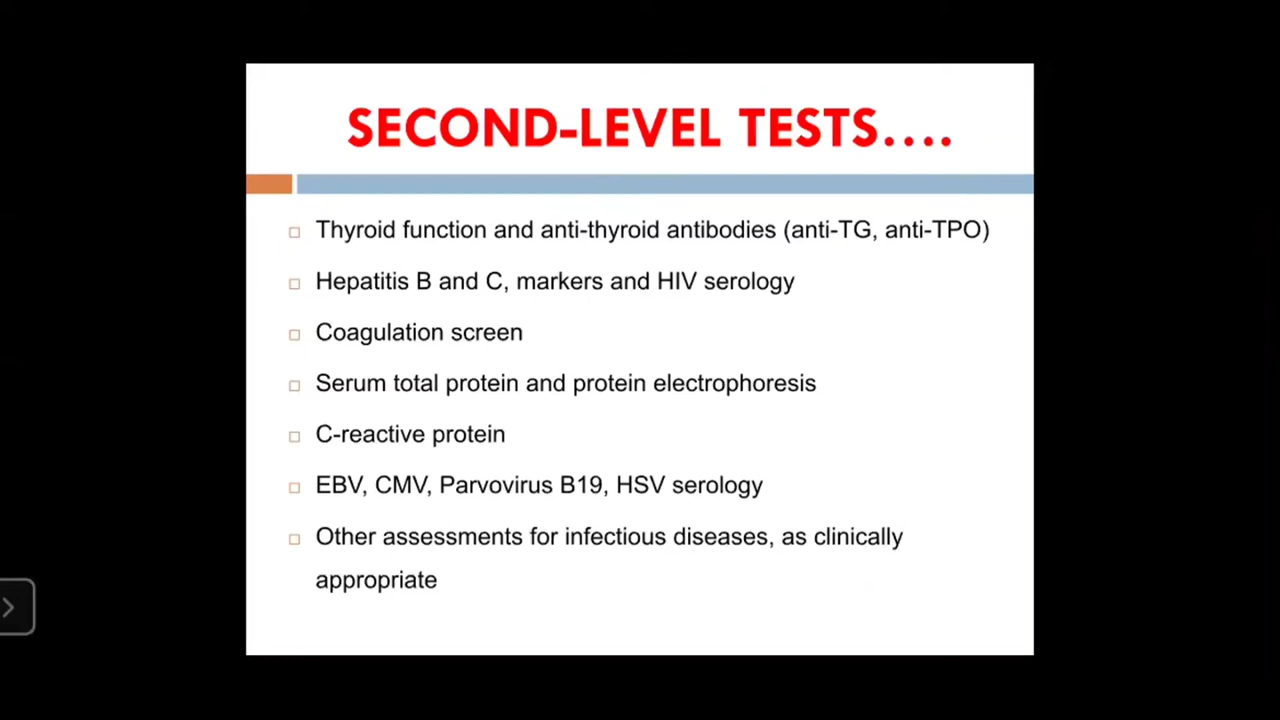 SECOND-LEVEL TESTS....
Thyroid function and anti-thyroid antibodies (anti-TG, anti-TPO)
Hepatitis B and C, markers and HIV serology
Coagulation screen
Serum total protein and protein electrophoresis
C-reactive protein
EBV, CMV, Parvovirus B19, HSV serology
Other assessments for infectious diseases, as clinically
appropriate